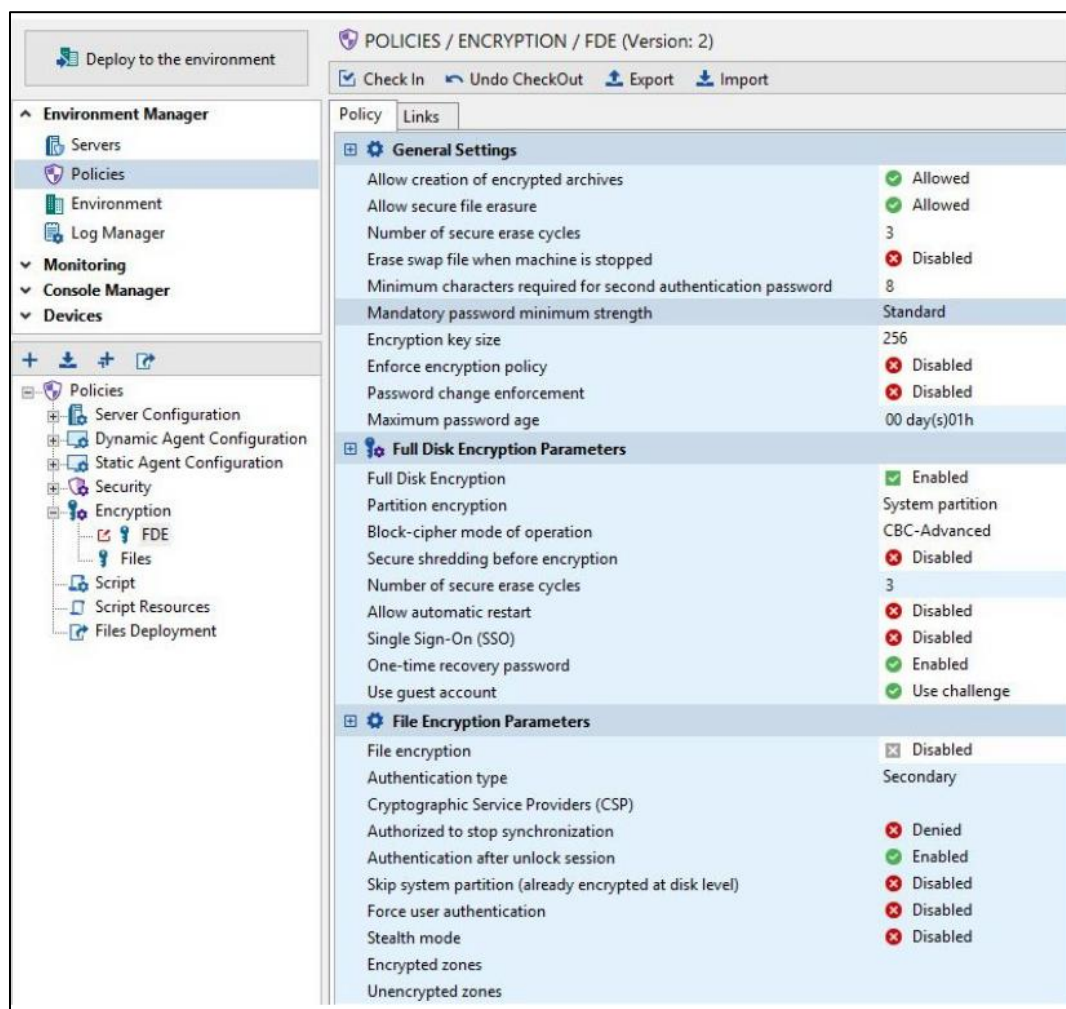 Deploy to the environment
Environment Manager
Servers
Policies
Environment
Log Manager
Monitoring
Console Manager
Devices
Policies
Server Configuration
Dynamic Agent Configuration
Static Agent Configuration
Security
Encryption
FDE
Files
Script
Script Resources
Files Deployment
POLICIES / ENCRYPTION / FDE (Version: 2)
Check In Undo CheckOut Export Import
Policy Links
General Settings
Allow creation of encrypted archives Allowed
Allow secure file erasure Allowed
Number of secure erase cycles 3
Erase swap file when machine is stopped Disabled
Minimum characters required for second authentication password 8
Mandatory password minimum strength Standard
Encryption key size 256
Enforce encryption policy Disabled
Password change enforcement Disabled
Maximum password age 00 day(s)01h
Full Disk Encryption Parameters
Full Disk Encryption Enabled
Partition encryption System partition
Block-cipher mode of operation CBC-Advanced
Secure shredding before encryption Disabled
Number of secure erase cycles 3
Allow automatic restart Disabled
Single Sign-On (SSO) Disabled
One-time recovery password Enabled
Use guest account Use challenge
File Encryption Parameters
File encryption Disabled
Authentication type Secondary
Cryptographic Service Providers (CSP)
Authorized to stop synchronization Denied
Authentication after unlock session Enabled
Skip system partition (already encrypted at disk level) Disabled
Force user authentication Disabled
Stealth mode Disabled
Encrypted zones
Unencrypted zones